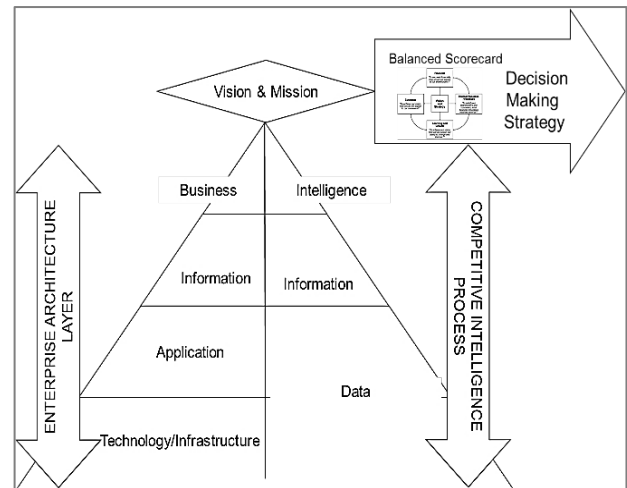 Balanced Scorecard
Vision & Mission
Decision
Making
Strategy
Business
Intelligence
Information
Information
Application
Data
Technology/Infrastructure
ENTERPRISE ARCHITECTURE
LAYER
COMPETITIVE INTELLIGENCE
PROCESS